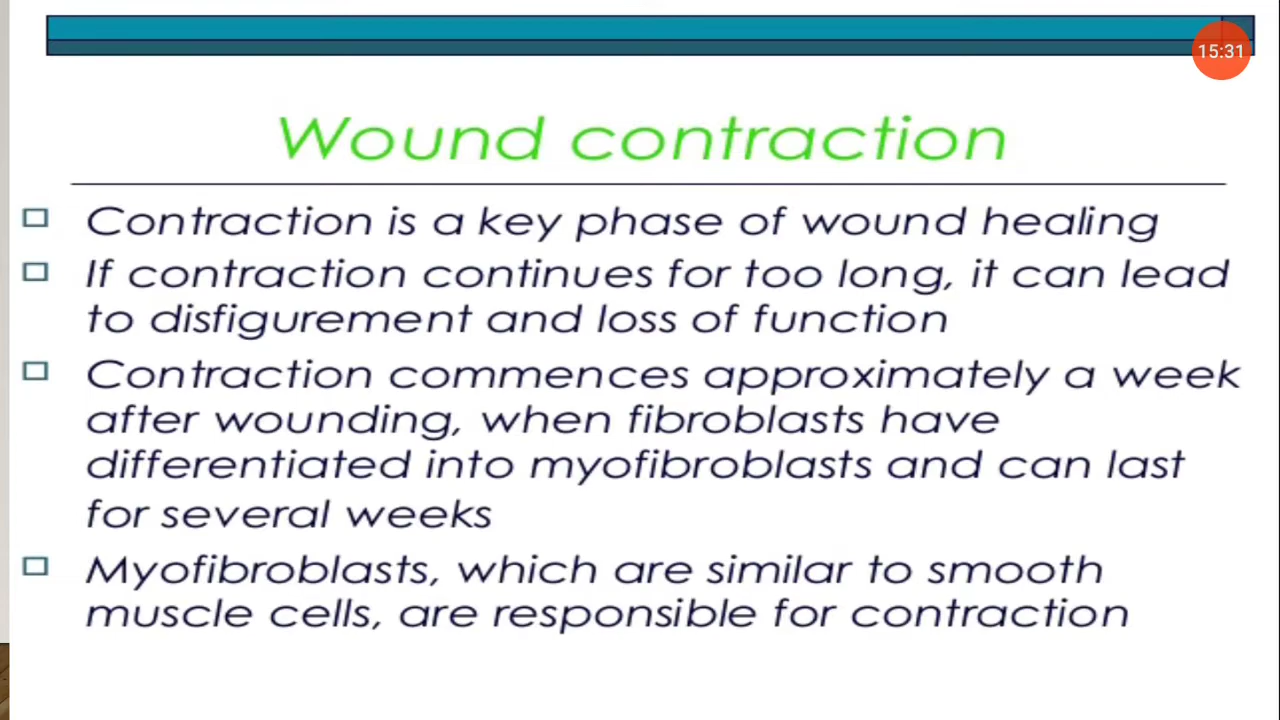 15:31
Wound contraction
Contraction is a key phase of wound healing
If contraction continues for too long, it can lead
to disfigurement and loss of function
Contraction commences approximately a week
after wounding, when fibroblasts have
differentiated into myofibroblasts and can last
for several weeks
Myofibroblasts, which are similar to smooth
muscle cells, are responsible for contraction